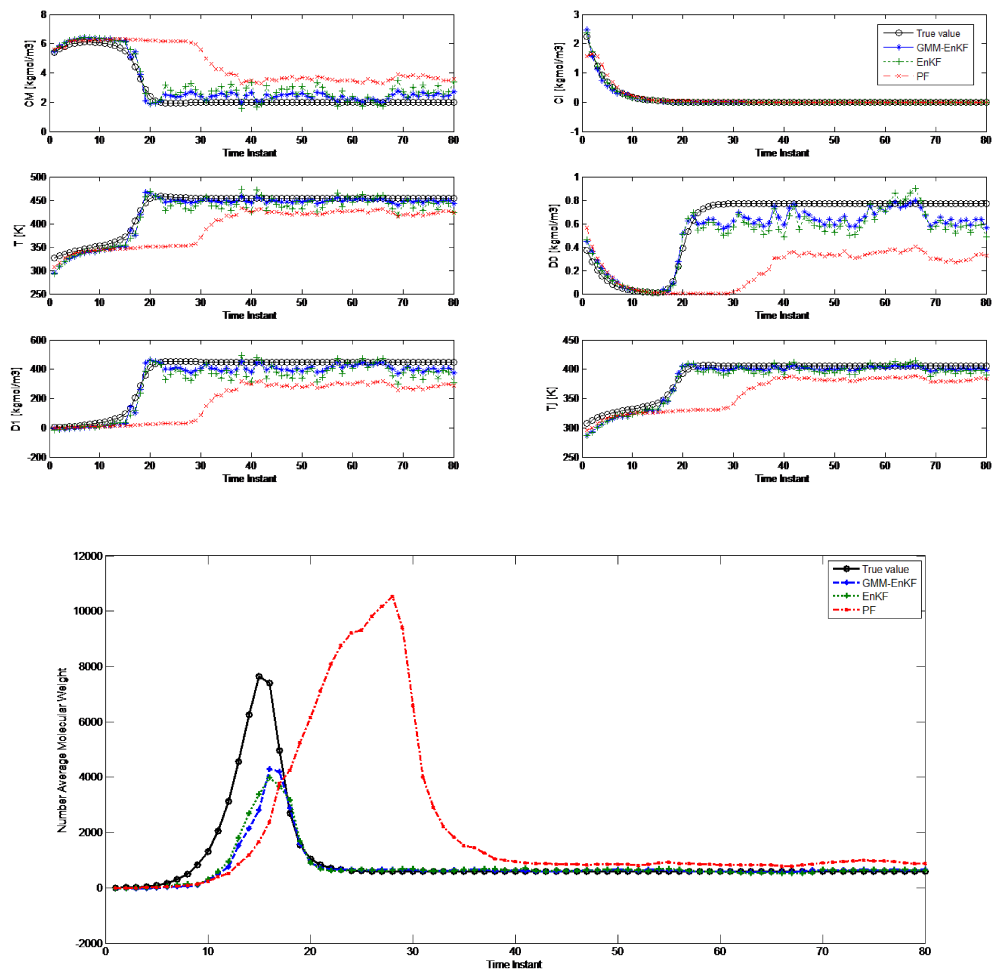 8
6
4
2
0
CM [kgmol/m3]
0 10 20 30 40 50 60 70 80
Time Instant
3
2
1
0
-1
CI [kgmol/m3]
0 10 20 30 40 50 60 70 80
Time Instant
True value
GMM-EnKF
EnKF
PF
500
450
400
350
300
250
T [K]
0 10 20 30 40 50 60 70 80
Time Instant
1
0.8
0.6
0.4
0.2
0
D0 [kgmol/m3]
0 10 20 30 40 50 60 70 80
Time Instant
600
400
200
0
-200
D1 [kgmol/m3]
0 10 20 30 40 50 60 70 80
Time Instant
450
400
350
300
250
TJ [K]
0 10 20 30 40 50 60 70 80
Time Instant
12000
10000
8000
6000
4000
2000
0
-2000
Number Average Molecular Weight
0 10 20 30 40 50 60 70 80
Time Instant
True value
GMM-EnKF
EnKF
PF